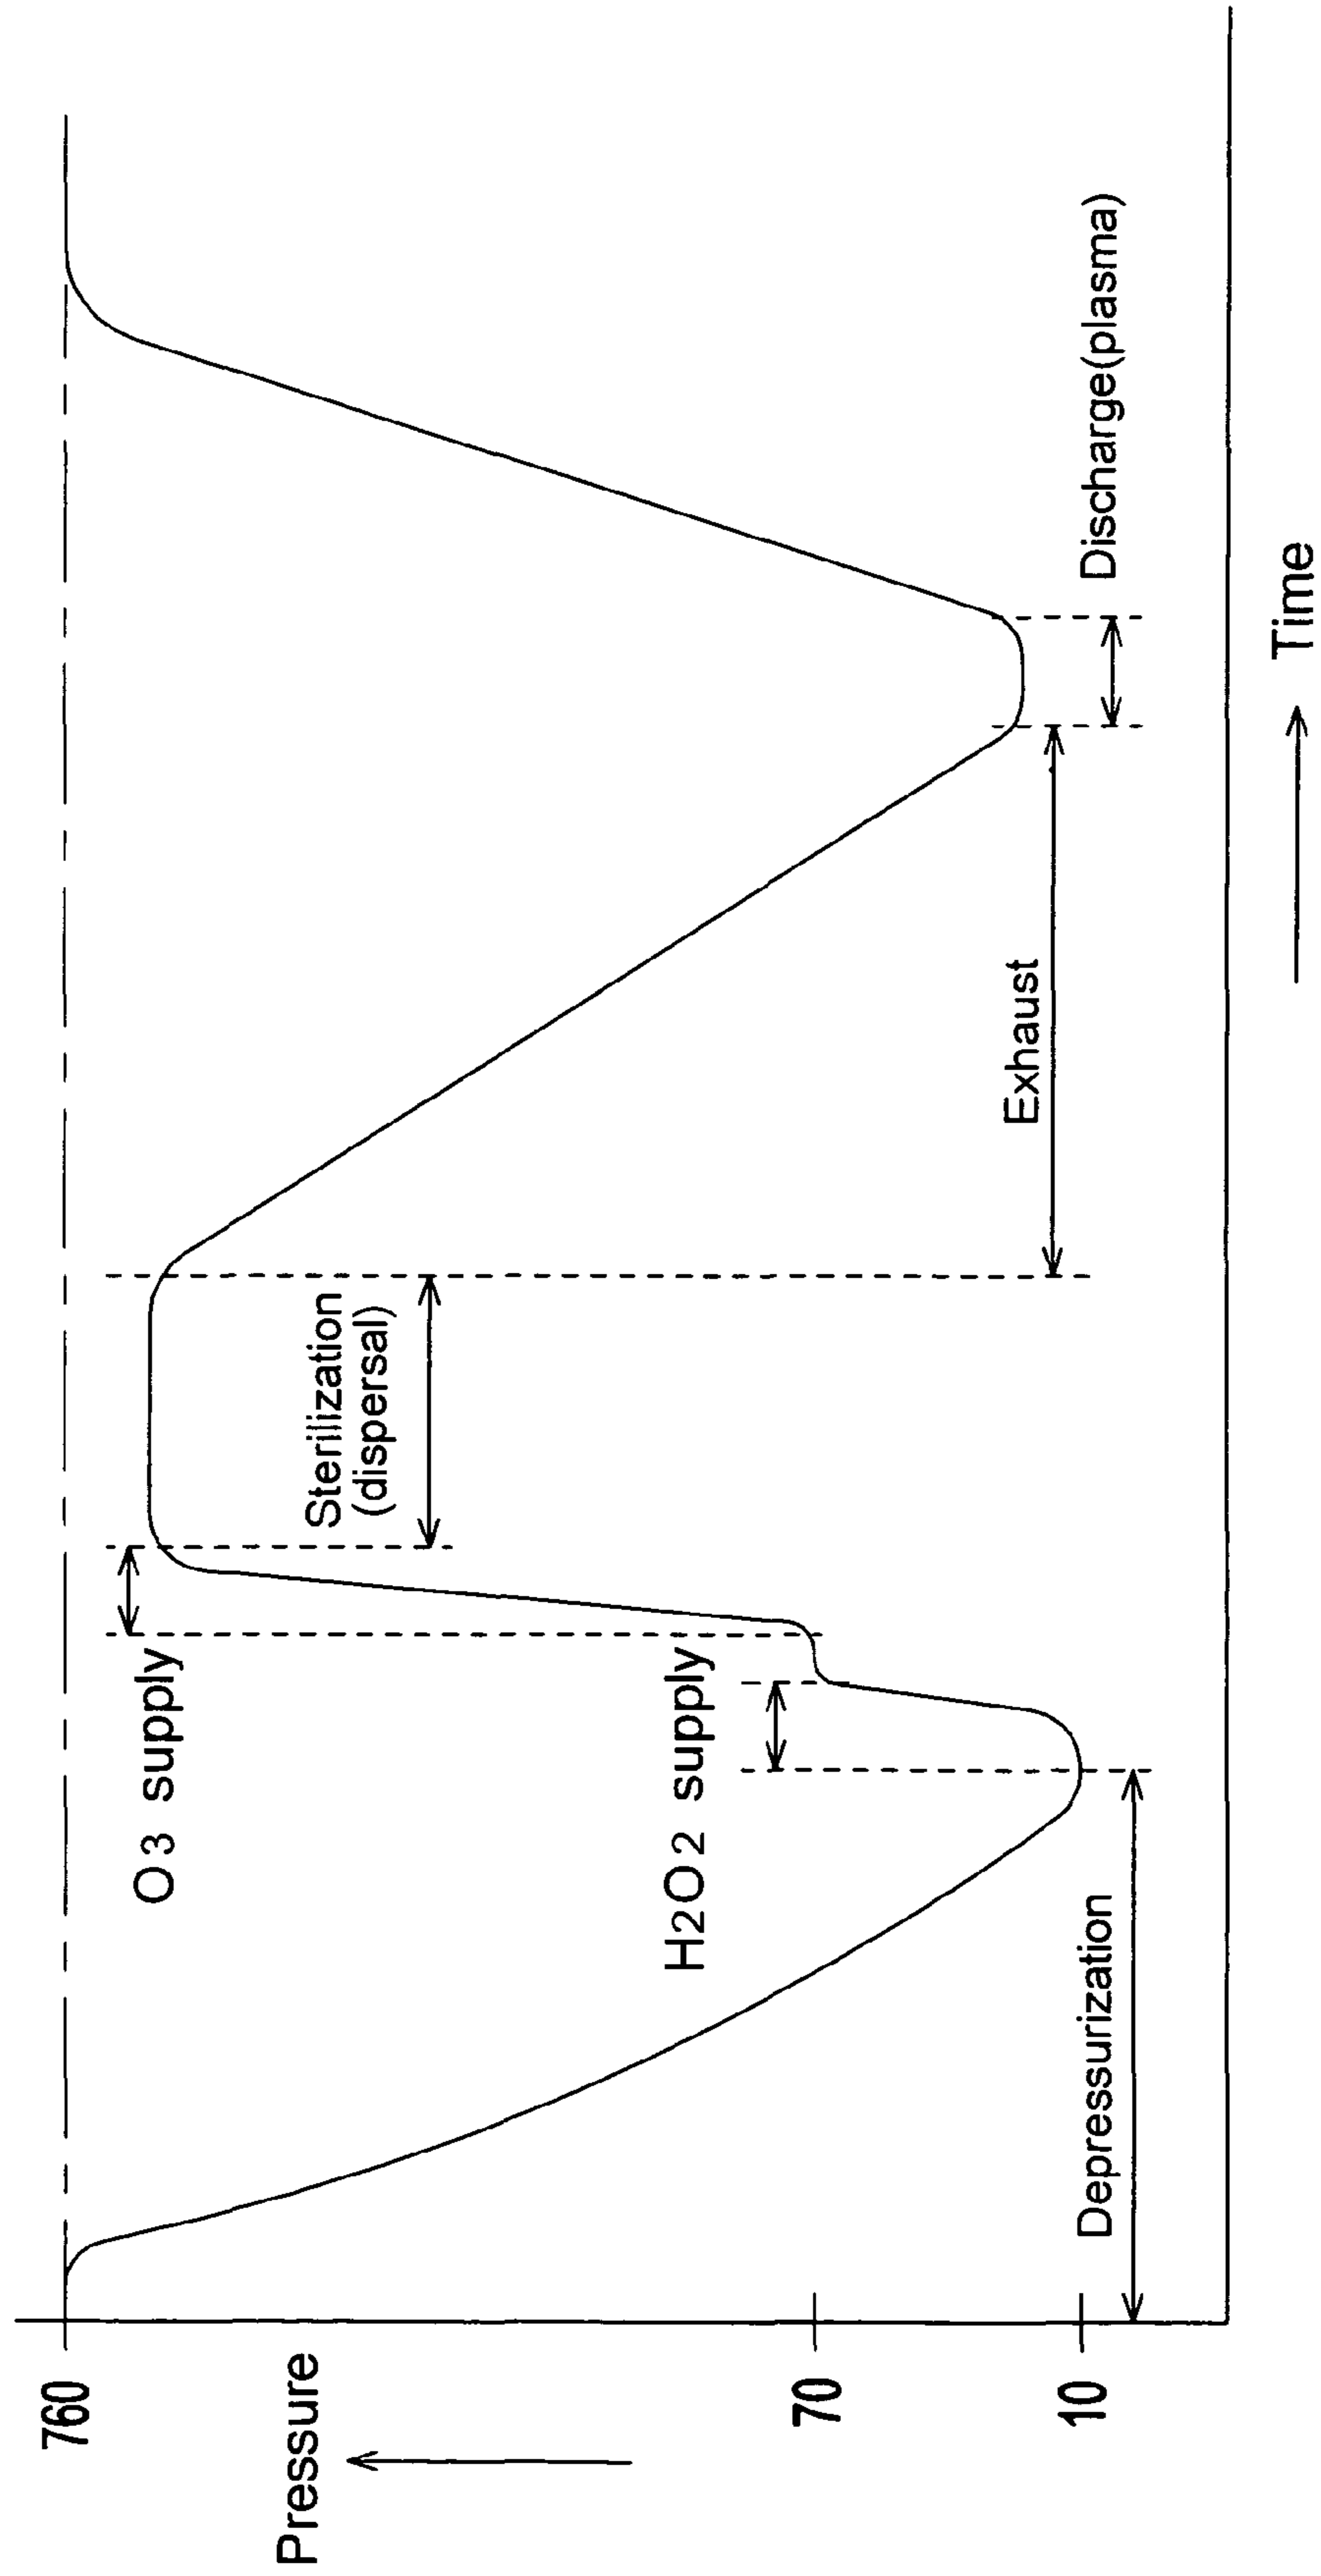 Pressure
760
70
10
O3 supply
H2O2 supply
Sterilization
(dispersal)
Depressurization
Exhaust
Discharge(plasma)
Time